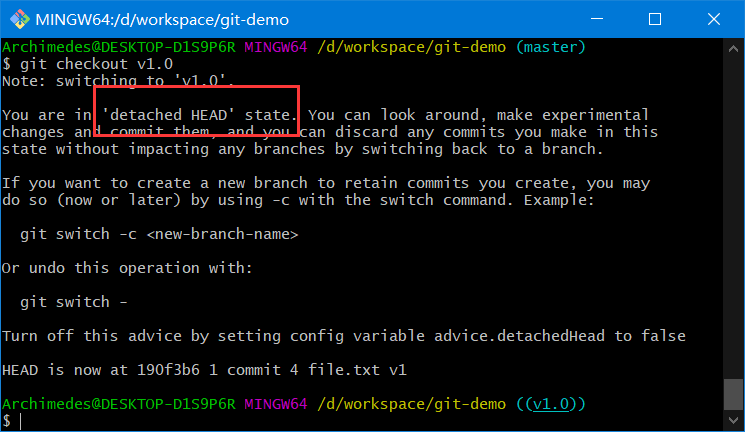 MINGW64:/d/workspace/git-demo
Archimedes@DESKTOP-D1S9P6R MINGW64 /d/workspace/git-demo (master)
$ git checkout v1.0
Note: switching to 'v1.0'.
You are in 'detached HEAD' state. You can look around, make experimental
changes and commit them, and you can discard any commits you make in this
state without impacting any branches by switching back to a branch.
If you want to create a new branch to retain commits you create, you may
do so (now or later) by using -c with the switch command. Example:
git switch -c <new-branch-name>
Or undo this operation with:
git switch -
Turn off this advice by setting config variable advice.detachedHead to false
HEAD is now at 190f3b6 1 commit 4 file.txt v1
Archimedes@DESKTOP-D1S9P6R MINGW64 /d/workspace/git-demo ((v1.0))
$